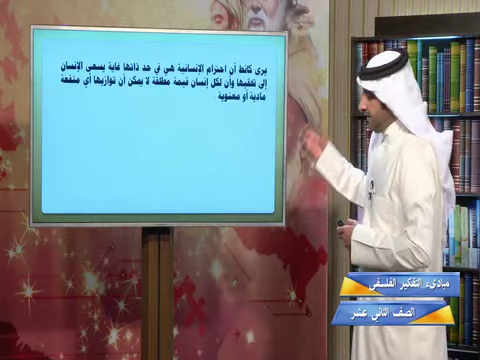 يرى كانط أن احترام الإنسانية هي في حد ذاتها غاية يسعى الإنسان
إلى تحقيقها وأن لكل إنسان قيمة مطلقة لا يمكن أن توازيها أي منفعة
مادية أو معنوية
مبادىء التفكير الفلسفي
الصف الثاني عشر